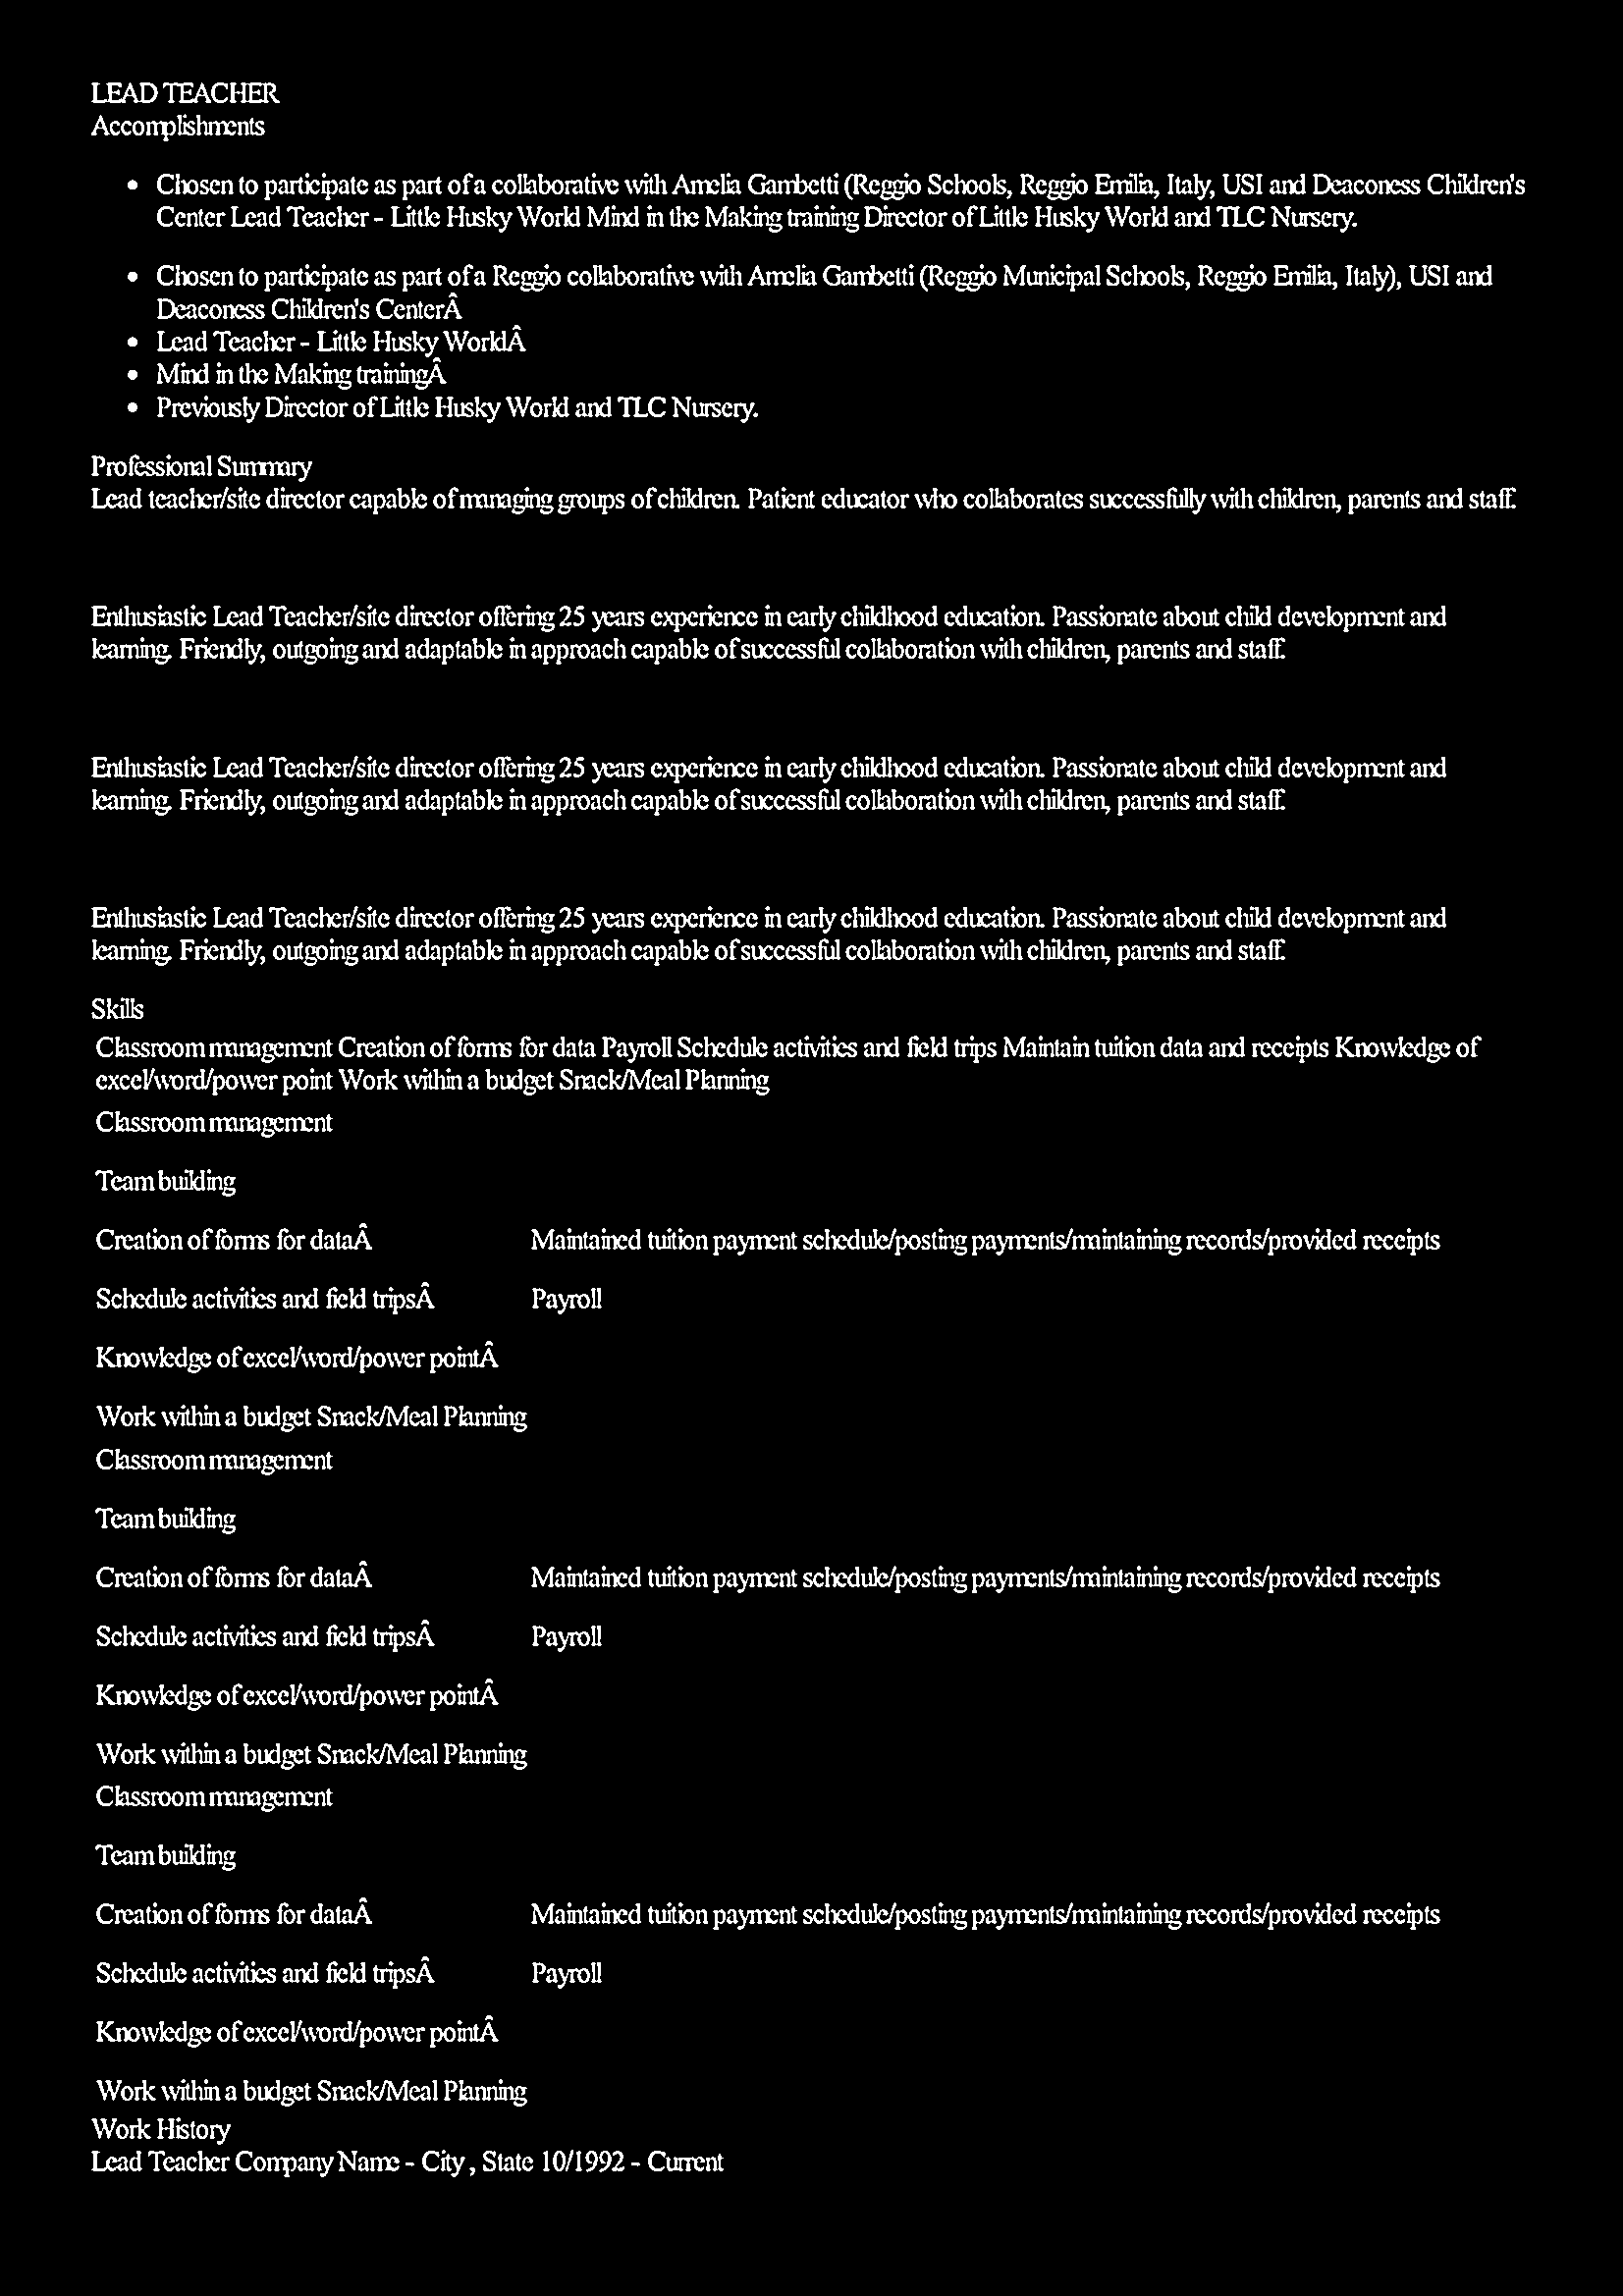 LEAD TEACHER
Accomplishments
• Chosen to participate as part of a collaborative with Amelia Gambetti (Reggio Schools, Reggio Emilia, Italy, USI and Deaconess Children's
Center Lead Teacher - Little Husky World Mind in the Making training Director of Little Husky World and TLC Nursery.
• Chosen to participate as part of a Reggio collaborative with Amelia Gambetti (Reggio Municipal Schools, Reggio Emilia, Italy), USI and
Deaconess Children's CenterÂ
• Lead Teacher - Little Husky WorldÂ
• Mind in the Making trainingÂ
• Previously Director of Little Husky World and TLC Nursery.
Professional Summary
Lead teacher/site director capable of managing groups of children. Patient educator who collaborates successfully with children, parents and staff.
Enthusiastic Lead Teacher/site director offering 25 years experience in early childhood education. Passionate about child development and
learning. Friendly, outgoing and adaptable in approach capable of successful collaboration with children, parents and staff.
Enthusiastic Lead Teacher/site director offering 25 years experience in early childhood education. Passionate about child development and
learning. Friendly, outgoing and adaptable in approach capable of successful collaboration with children, parents and staff.
Enthusiastic Lead Teacher/site director offering 25 years experience in early childhood education. Passionate about child development and
learning. Friendly, outgoing and adaptable in approach capable of successful collaboration with children, parents and staff.
Skills
Classroom management Creation of forms for data Payroll Schedule activities and field trips Maintain tuition data and receipts Knowledge of
excel/word/power point Work within a budget Snack/Meal Planning
Classroom management
Team building
Creation of forms for dataÂ Maintained tuition payment schedule/posting payments/maintaining records/provided receipts
Schedule activities and field tripsÂ Payroll
Knowledge of excel/word/power pointÂ
Work within a budget Snack/Meal Planning
Classroom management
Team building
Creation of forms for dataÂ Maintained tuition payment schedule/posting payments/maintaining records/provided receipts
Schedule activities and field tripsÂ Payroll
Knowledge of excel/word/power pointÂ
Work within a budget Snack/Meal Planning
Classroom management
Team building
Creation of forms for dataÂ Maintained tuition payment schedule/posting payments/maintaining records/provided receipts
Schedule activities and field tripsÂ Payroll
Knowledge of excel/word/power pointÂ
Work within a budget Snack/Meal Planning
Work History
Lead Teacher Company Name - City , State 10/1992 - Current